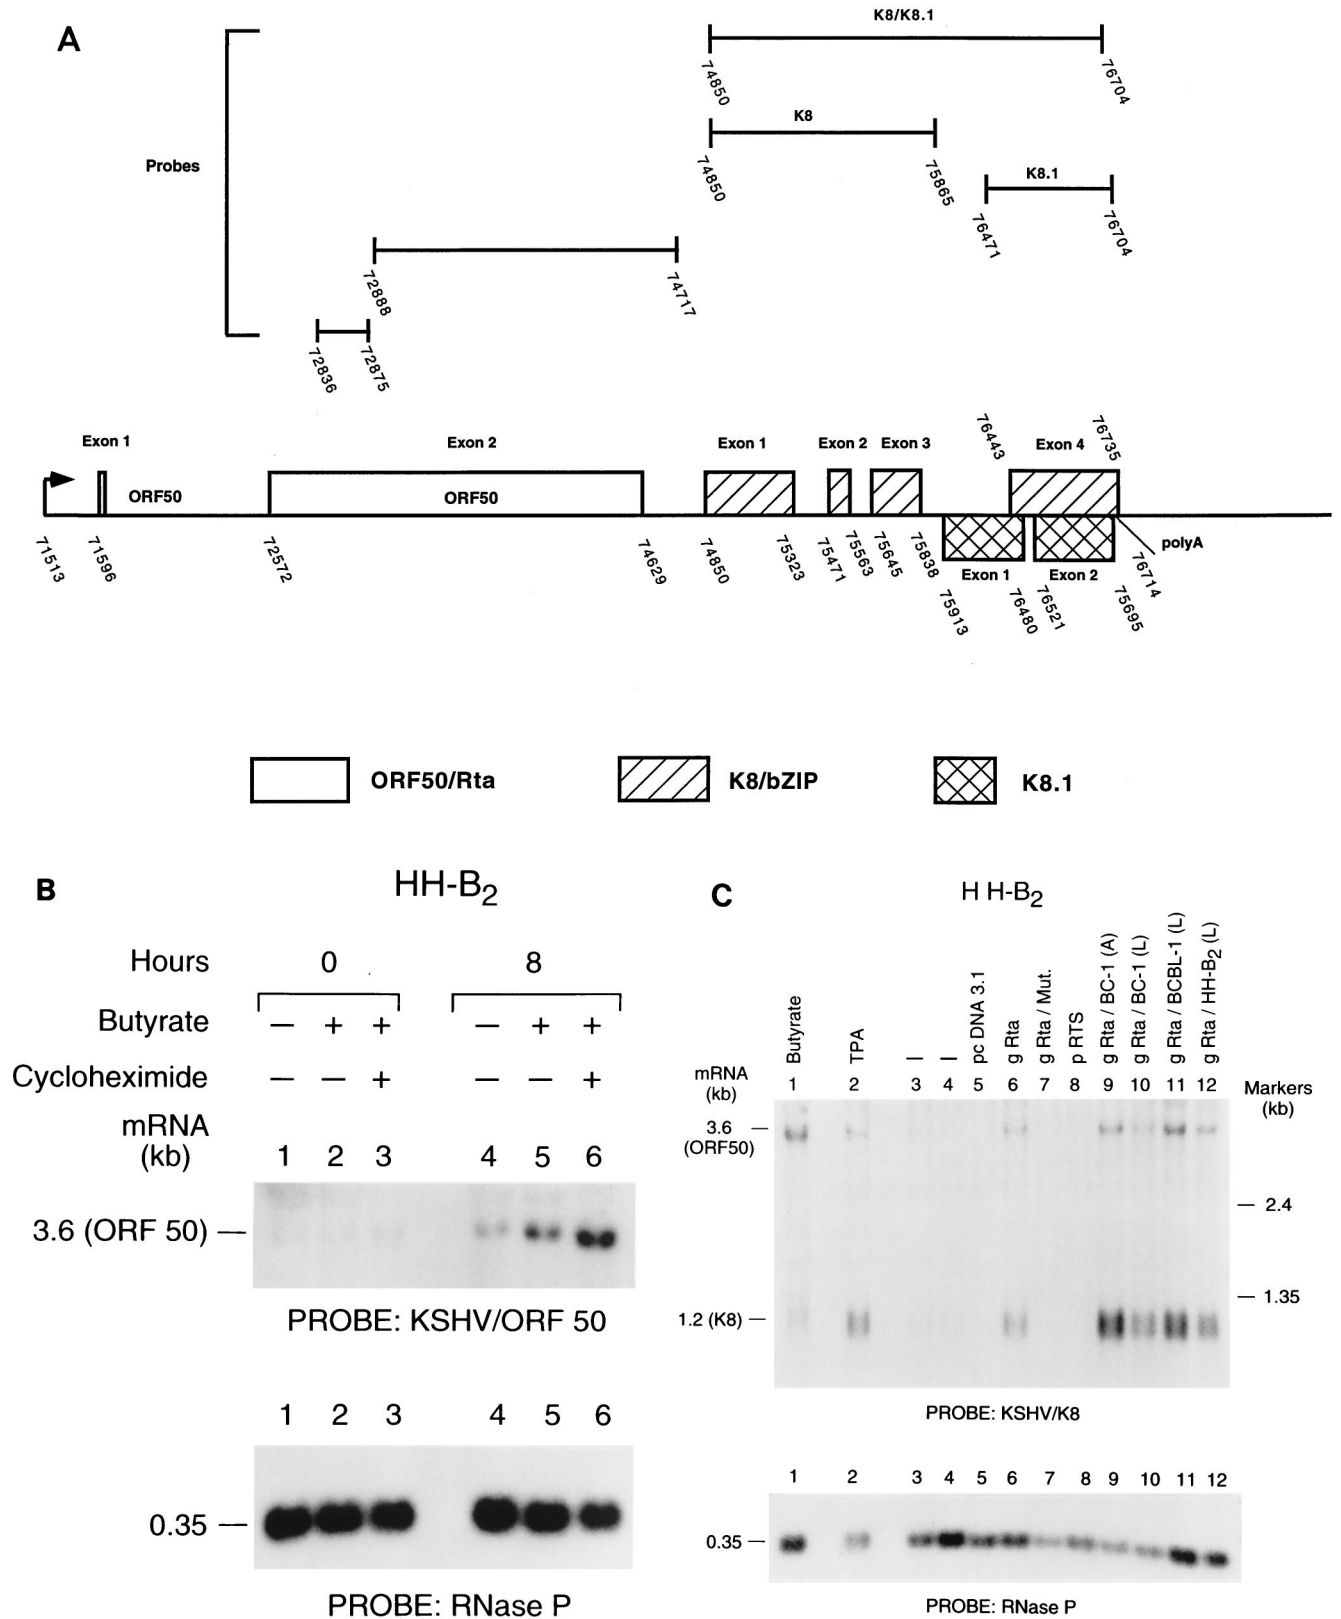 A
Probes
K8/K8.1
74850
76704
K8
74850
75865
K8.1
76471
76704
72888
74717
72836
72875
Exon 1
Exon 2
Exon 1
Exon 2
Exon 3
76443
Exon 4
76735
ORF50
ORF50
71513
71596
72572
74629
74850
75323
75471
75563
75645
75838
75913
Exon 1
76480
76521
Exon 2
75695
76714
polyA
ORF50/Rta
K8/bZIP
K8.1
B
HH-B2
Hours 0 8
Butyrate — + + — + +
Cycloheximide — — + — — +
mRNA
(kb) 1 2 3 4 5 6
3.6 (ORF 50) —
PROBE: KSHV/ORF 50
1 2 3 4 5 6
0.35 —
PROBE: RNase P
C
H H-B2
Butyrate
TPA
—
—
pc DNA 3.1
g Rta
g Rta / Mut.
p RTS
g Rta / BC-1 (A)
g Rta / BC-1 (L)
g Rta / BCBL-1 (L)
g Rta / HH-B2 (L)
mRNA
(kb)
1 2 3 4 5 6 7 8 9 10 11 12
Markers
(kb)
3.6 —
(ORF50)
— 2.4
— 1.35
1.2 (K8) —
PROBE: KSHV/K8
1 2 3 4 5 6 7 8 9 10 11 12
0.35 —
PROBE: RNase P